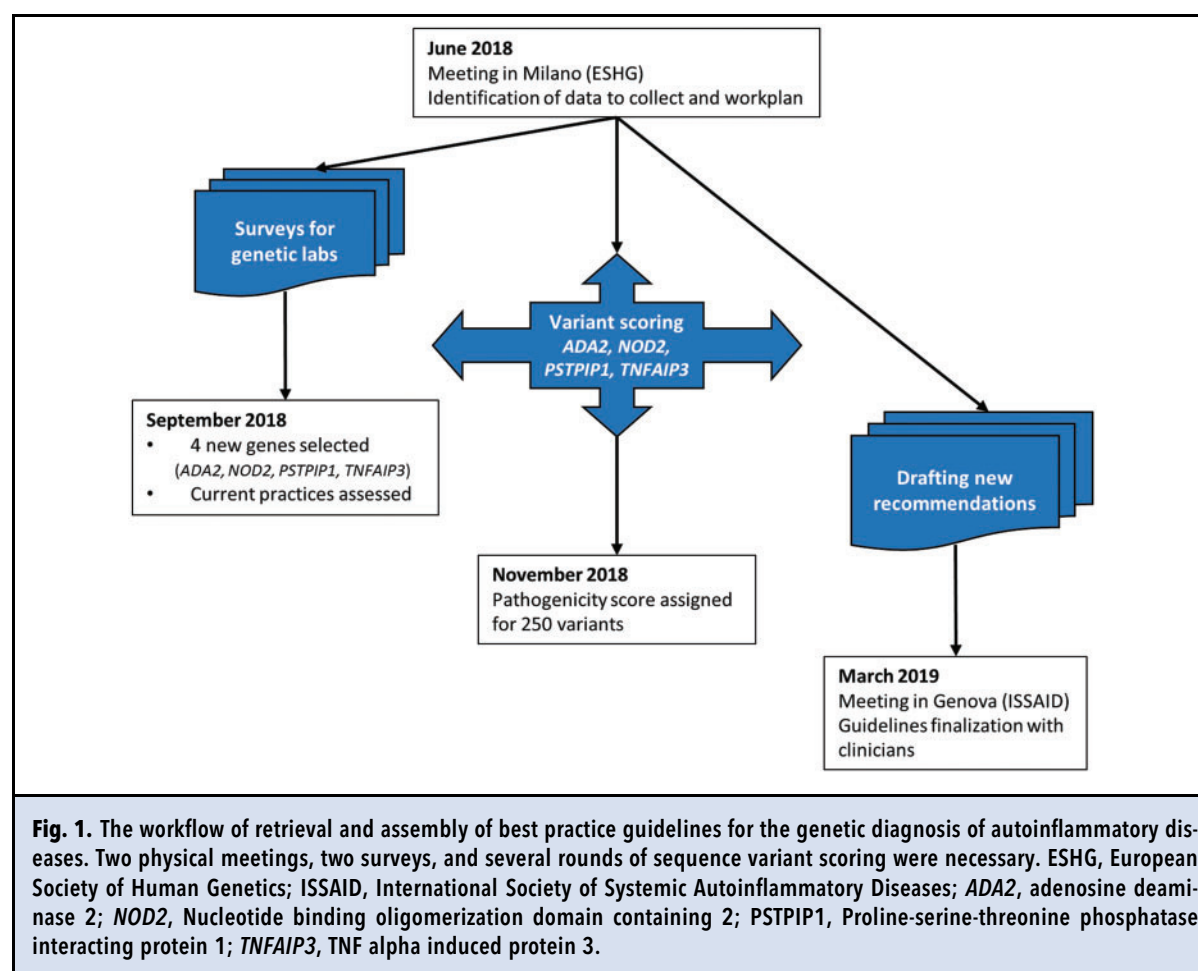 June 2018
Meeting in Milano (ESHG)
Identification of data to collect and workplan
Surveys for
genetic labs
Variant scoring
ADA2, NOD2,
PSTPIP1, TNFAIP3
September 2018
• 4 new genes selected
(ADA2, NOD2, PSTPIP1, TNFAIP3)
• Current practices assessed
Drafting new
recommendations
November 2018
Pathogenicity score assigned
for 250 variants
March 2019
Meeting in Genova (ISSAID)
Guidelines finalization with
clinicians
Fig. 1. The workflow of retrieval and assembly of best practice guidelines for the genetic diagnosis of autoinflammatory dis-
eases. Two physical meetings, two surveys, and several rounds of sequence variant scoring were necessary. ESHG, European
Society of Human Genetics; ISSAID, International Society of Systemic Autoinflammatory Diseases; ADA2, adenosine deami-
nase 2; NOD2, Nucleotide binding oligomerization domain containing 2; PSTPIP1, Proline-serine-threonine phosphatase
interacting protein 1; TNFAIP3, TNF alpha induced protein 3.